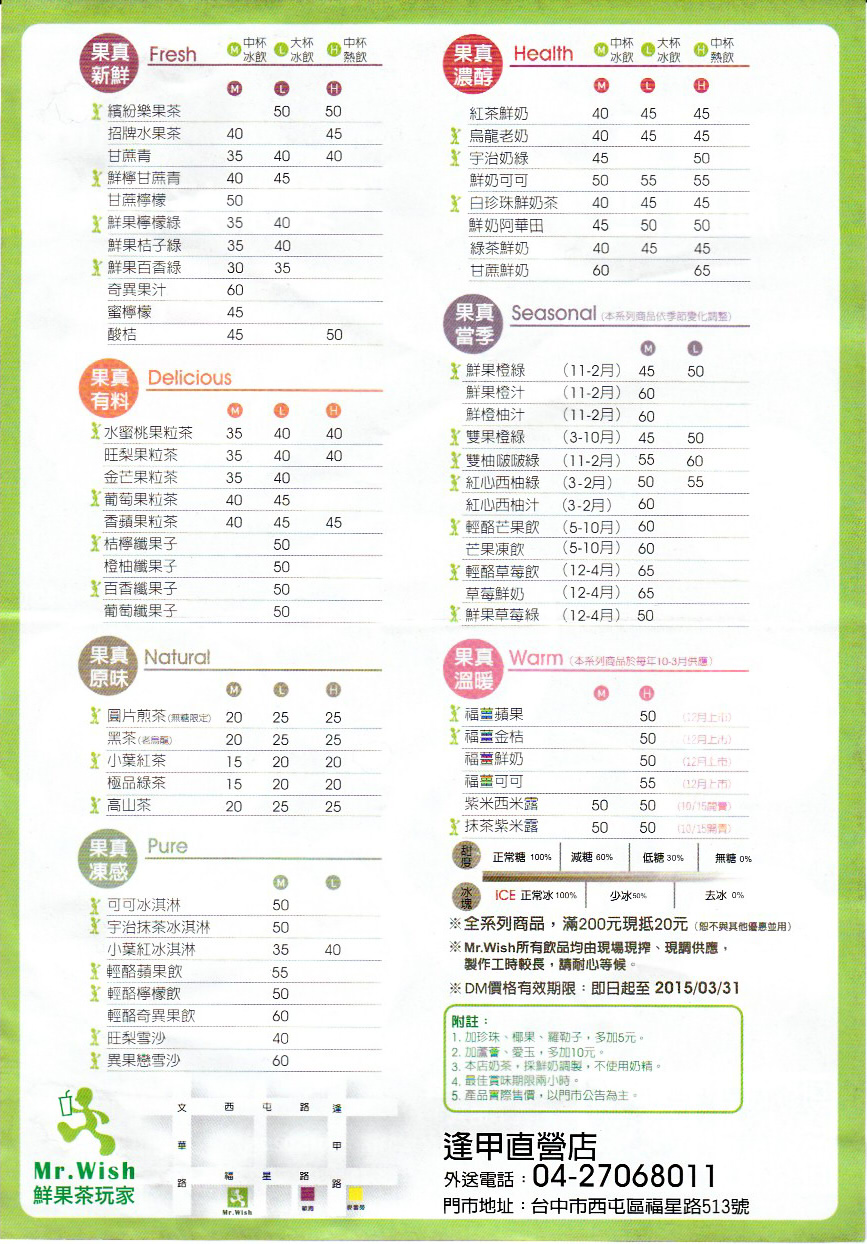 果真新鮮 Fresh M中杯冰飲 L大杯冰飲 H中杯熱飲
M L H
繽紛樂果茶 50 50
招牌水果茶 40 45
甘蔗青 35 40 40
鮮檸甘蔗青 40 45
甘蔗檸檬 50
鮮果檸檬綠 35 40
鮮果桔子綠 35 40
鮮果百香綠 30 35
奇異果汁 60
蜜檸檬 45
酸桔 45 50
果真有料 Delicious
M L H
水蜜桃果粒茶 35 40 40
旺梨果粒茶 35 40 40
金芒果粒茶 35 40
葡萄果粒茶 40 45
香蘋果粒茶 40 45 45
桔檸纖果子 50
橙柚纖果子 50
百香纖果子 50
葡萄纖果子 50
果真原味 Natural
M L H
圓片煎茶(無糖限定) 20 25 25
黑茶(老烏龍) 20 25 25
小葉紅茶 15 20 20
極品綠茶 15 20 20
高山茶 20 25 25
果真凍感 Pure
M L
可可冰淇淋 50
宇治抹茶冰淇淋 50
小葉紅冰淇淋 35 40
輕酪蘋果飲 55
輕酪檸檬飲 50
輕酪奇異果飲 60
旺梨雪沙 40
異果戀雪沙 60
Mr.Wish
鮮果茶玩家
文華路
西屯路
逢甲路
福星路
Mr.Wish
果真濃醇 Health M中杯冰飲 L大杯冰飲 H中杯熱飲
M L H
紅茶鮮奶 40 45 45
烏龍老奶 40 45 45
宇治奶綠 45 50
鮮奶可可 50 55 55
白珍珠鮮奶茶 40 45 45
鮮奶阿華田 45 50 50
綠茶鮮奶 40 45 45
甘蔗鮮奶 60 65
果真當季 Seasonal (本系列商品依季節變化調整)
M L
鮮果橙綠 (11-2月) 45 50
鮮果橙汁 (11-2月) 60
鮮橙柚汁 (11-2月) 60
雙果橙綠 (3-10月) 45 50
雙柚啵啵綠 (11-2月) 55 60
紅心西柚綠 (3-2月) 50 55
紅心西柚汁 (3-2月) 60
輕酪芒果飲 (5-10月) 60
芒果凍飲 (5-10月) 60
輕酪草莓飲 (12-4月) 65
草莓鮮奶 (12-4月) 65
鮮果草莓綠 (12-4月) 50
果真溫暖 Warm (本系列商品於每年10-3月供應)
M H
福薑蘋果 50 (12月上市)
福薑金桔 50 (12月上市)
福薑鮮奶 50 (12月上市)
福薑可可 55 (12月上市)
紫米西米露 50 50 (10/15開賣)
抹茶紫米露 50 50 (10/15開賣)
甜度 正常糖 100% 減糖 60% 低糖 30% 無糖 0%
冰塊 ICE 正常冰 100% 少冰 50% 去冰 0%
※全系列商品，滿200元現抵20元（恕不與其他優惠並用）
※Mr.Wish所有飲品均由現場現搾、現調供應，
製作工時較長，請耐心等候。
※DM價格有效期限：即日起至 2015/03/31
附註：
1. 加珍珠、椰果、羅勒子，多加5元。
2. 加蘆薈、愛玉，多加10元。
3. 本店奶茶，採鮮奶調製，不使用奶精。
4. 最佳賞味期限兩小時。
5. 產品實際售價，以門市公告為主。
逢甲直營店
外送電話：04-27068011
門市地址：台中市西屯區福星路513號